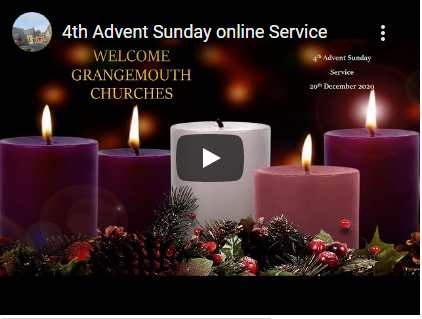 4th Advent Sunday online Service
WELCOME
GRANGEMOUTH
CHURCHES
4th Advent Sunday
Service
20th December 2020